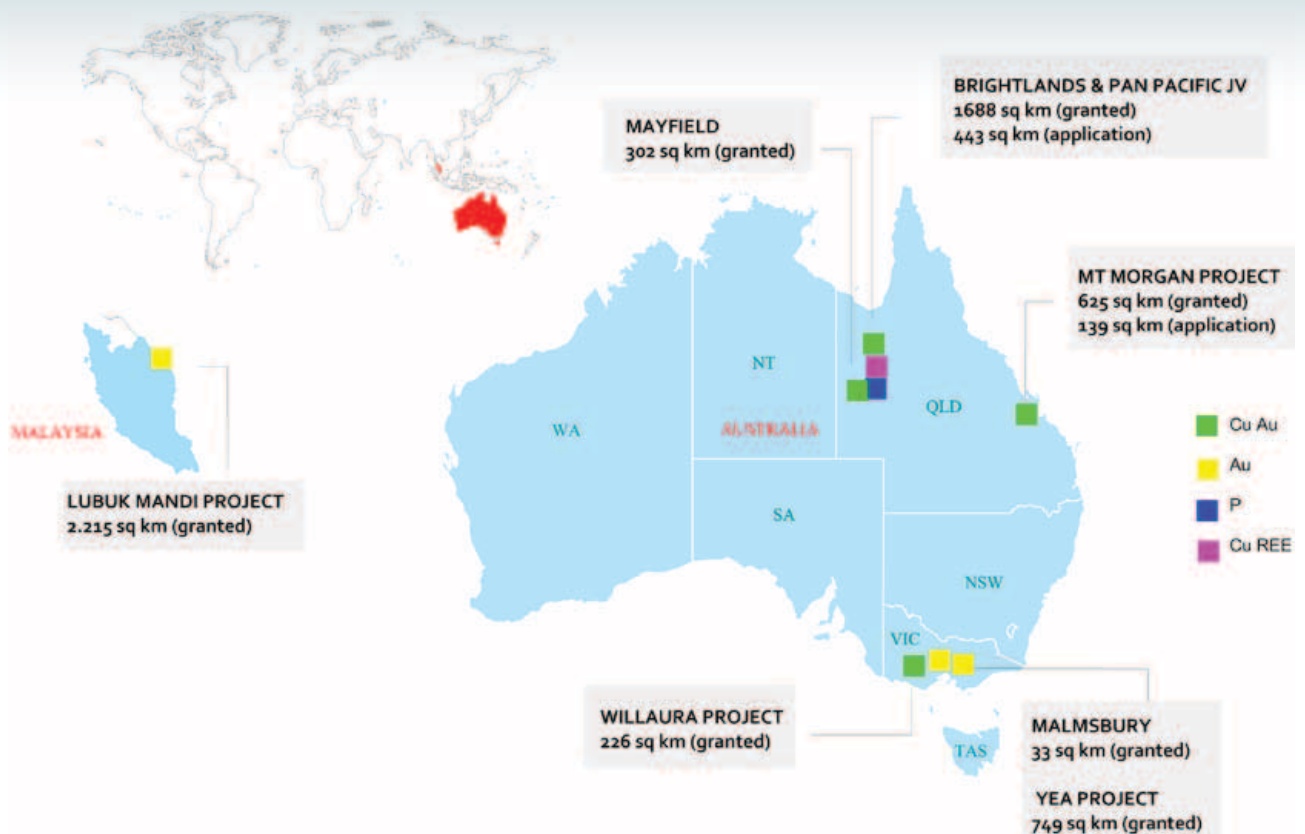 BRIGHTLANDS & PAN PACIFIC JV
1688 sq km (granted)
443 sq km (application)
MAYFIELD
302 sq km (granted)
MT MORGAN PROJECT
625 sq km (granted)
139 sq km (application)
NT
QLD
WA
AUSTRALIA
MALAYSIA
SA
NSW
VIC
TAS
Cu Au
Au
P
Cu REE
LUBUK MANDI PROJECT
2.215 sq km (granted)
WILLAURA PROJECT
226 sq km (granted)
MALMSBURY
33 sq km (granted)
YEA PROJECT
749 sq km (granted)